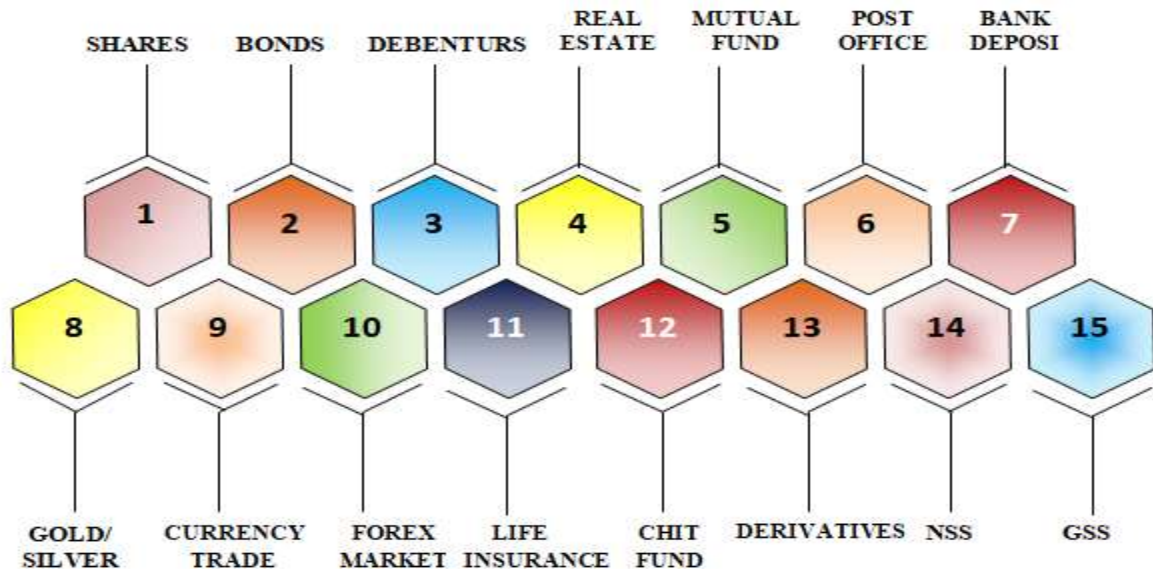 SHARES
BONDS
DEBENTURS
REAL
ESTATE
MUTUAL
FUND
POST
OFFICE
BANK
DEPOSI
1
2
3
4
5
6
7
8
9
10
11
12
13
14
15
GOLD/
SILVER
CURRENCY
TRADE
FOREX
MARKET
LIFE
INSURANCE
CHIT
FUND
DERIVATIVES
NSS
GSS